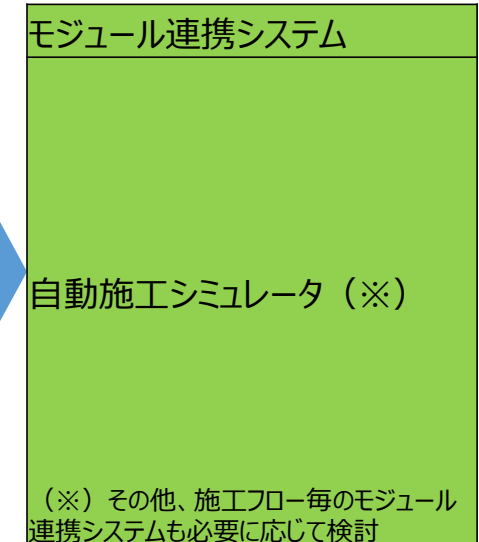 モジュール連携システム
自動施工シミュレータ（※）
（※）その他、施工フロー毎のモジュール
連携システムも必要に応じて検討